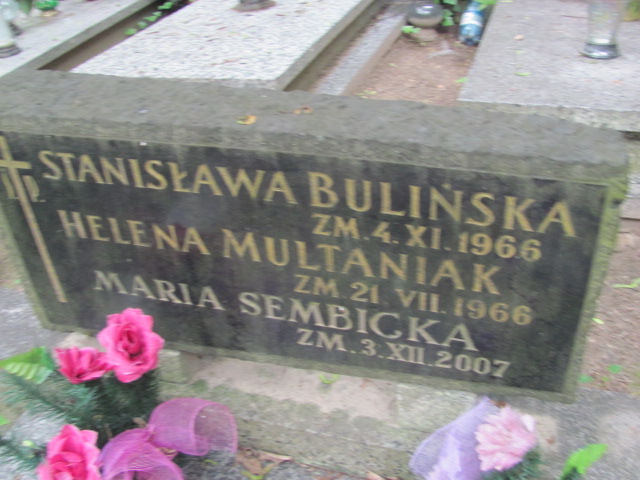 STANISŁAWA BULIŃSKA
ZM. 4. XI. 1966
HELENA MULTANIAK
ZM 21. VII. 1966
MARIA SEMBICKA
ZM. 3. XII. 2007